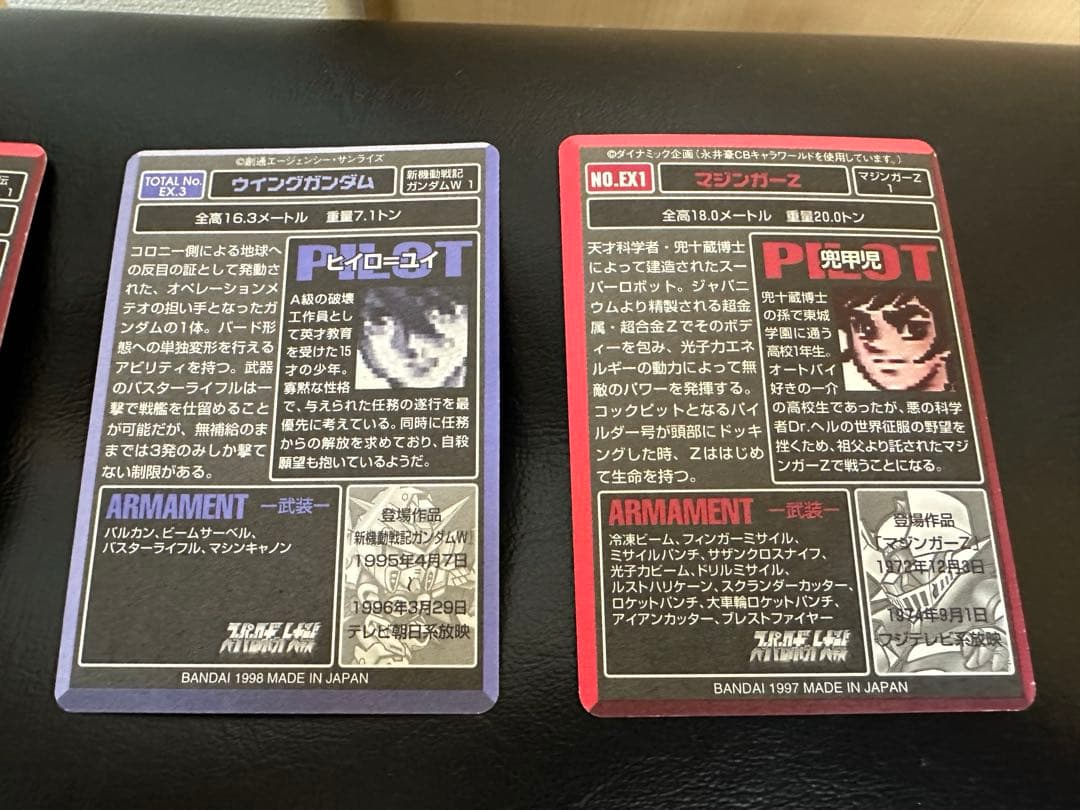 伝
1
©創通エージェンシー・サンライズ
TOTAL No.
EX.3
ウイングガンダム
新機動戦記
ガンダムW 1
全高16.3メートル 重量7.1トン
コロニー側による地球へ
の反目の証として発動さ
れた、オペレーションメ
テオの担い手となったガ
ンダムの1体。バード形
態への単独変形を行える
アビリティを持つ。武器
のバスターライフルは一
撃で戦艦を仕留めること
が可能だが、無補給のま
までは3発のみしか撃て
ない制限がある。
PILOT
ヒイロ=ユイ
A級の破壊
工作員とし
て英才教育
を受けた15
才の少年。
寡黙な性格
で、与えられた任務の遂行を最
優先に考えている。同時に任務
からの解放を求めており、自殺
願望も抱いているようだ。
ARMAMENT ー武装ー
バルカン、ビームサーベル、
バスターライフル、マシンキャノン
スーパーロボット大戦
登場作品
「新機動戦記ガンダムW」
1995年4月7日
〜
1996年3月29日
テレビ朝日系放映
BANDAI 1998 MADE IN JAPAN
©ダイナミック企画(永井豪CBキャラワールドを使用しています。)
NO.EX1
マジンガーZ
マジンガーZ
1
全高18.0メートル 重量20.0トン
天才科学者・兜十蔵博士
によって建造されたスー
パーロボット。ジャパニ
ウムより精製される超金
属・超合金Zでそのボデ
ィーを包み、光子力エネ
ルギーの動力によって無
敵のパワーを発揮する。
コックピットとなるパイ
ルダー号が頭部にドッキ
ングした時、Zははじめ
て生命を持つ。
PILOT
兜甲児
兜十蔵博士
の孫で東城
学園に通う
高校1年生。
オートバイ
好きの一介
の高校生であったが、悪の科学
者Dr.ヘルの世界征服の野望を
挫くため、祖父より託されたマジ
ンガーZで戦うことになる。
ARMAMENT ー武装ー
冷凍ビーム、フィンガーミサイル、
ミサイルパンチ、サザンクロスナイフ、
光子力ビーム、ドリルミサイル、
ルストハリケーン、スクランダーカッター、
ロケットパンチ、大車輪ロケットパンチ、
アイアンカッター、ブレストファイヤー
スーパーロボット大戦
登場作品
「マジンガーZ」
1972年12月3日
〜
1974年9月1日
フジテレビ系放映
BANDAI 1997 MADE IN JAPAN